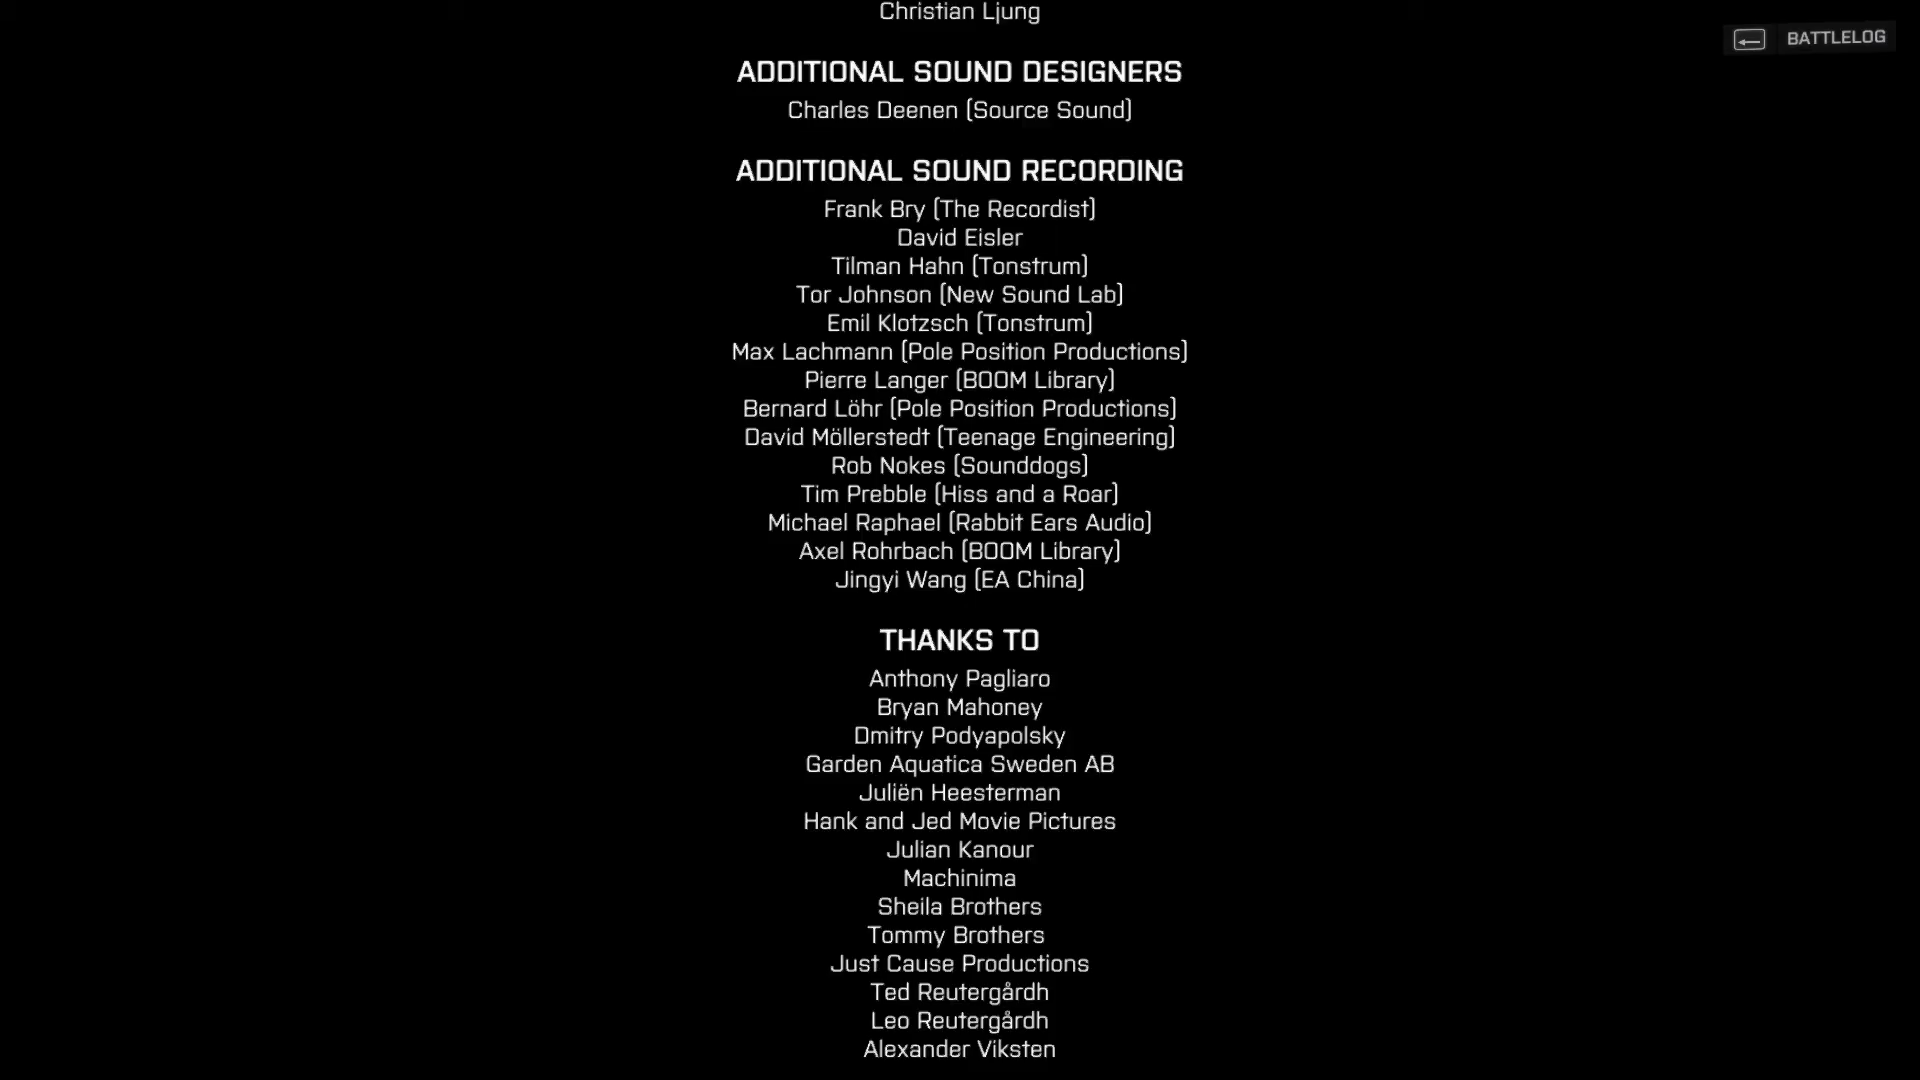 Christian Ljung
BATTLELOG
ADDITIONAL SOUND DESIGNERS
Charles Deenen (Source Sound)
ADDITIONAL SOUND RECORDING
Frank Bry (The Recordist)
David Eisler
Tilman Hahn (Tonstrum)
Tor Johnson (New Sound Lab)
Emil Klotzsch (Tonstrum)
Max Lachmann (Pole Position Productions)
Pierre Langer (BOOM Library)
Bernard Löhr (Pole Position Productions)
David Möllerstedt (Teenage Engineering)
Rob Nokes (Sounddogs)
Tim Prebble (Hiss and a Roar)
Michael Raphael (Rabbit Ears Audio)
Axel Rohrbach (BOOM Library)
Jingyi Wang (EA China)
THANKS TO
Anthony Pagliaro
Bryan Mahoney
Dmitry Podyapolsky
Garden Aquatica Sweden AB
Juliën Heesterman
Hank and Jed Movie Pictures
Julian Kanour
Machinima
Sheila Brothers
Tommy Brothers
Just Cause Productions
Ted Reutergårdh
Leo Reutergårdh
Alexander Viksten